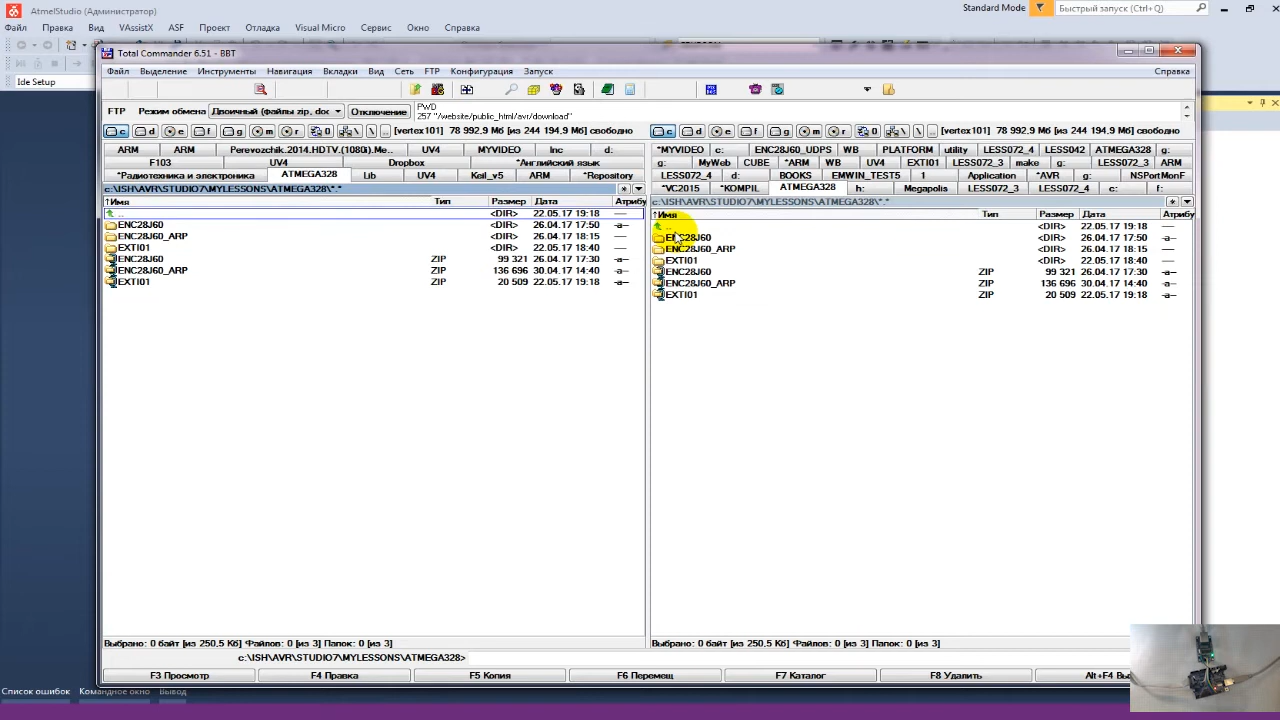 AtmelStudio (Администратор)
Standard Mode
Быстрый запуск (Ctrl+Q)
Файл Правка Вид VAssistX ASF Проект Отладка Visual Micro Сервис Окно Справка
Ide Setup
Total Commander 6.51 - BBT
Файл Выделение Инструменты Навигация Вкладки Вид Сеть FTP Конфигурация Запуск Справка
FTP Режим обмена Двоичный (файлы zip, doc Отключение
PWD
257 "/website/public_html/avr/download"
c d e f g m r 0 \ .. [vertex101] 78 992.9 Мб [из 244 194.9 Мб свободно
c d e f g m r 0 \ .. [vertex101] 78 992.9 Мб [из 244 194.9 Мб свободно
ARM ARM Perevozchik.2014.HDTV.(1080i).Me... UV4 MYVIDEO Inc d:
F103 UV4 Dropbox *Английский язык
*Радиотехника и электроника ATMEGA328 Lib UV4 Keil_v5 ARM *Repository
c:\ISH\AVR\STUDIO7\MYLESSONS\ATMEGA328\*.*
↑Имя Тип Размер Дата Атрибу
.. <DIR> 22.05.17 19:18 ----
ENC28J60 <DIR> 26.04.17 17:50 -a--
ENC28J60_ARP <DIR> 26.04.17 18:15 ----
EXTI01 <DIR> 22.05.17 18:40 ----
ENC28J60 ZIP 99 321 26.04.17 17:30 -a--
ENC28J60_ARP ZIP 136 696 30.04.17 14:40 -a--
EXTI01 ZIP 20 509 22.05.17 19:18 -a--
*MYVIDEO c: ENC28J60_UDPS WB PLATFORM utility LESS072_4 LESS042 ATMEGA328 g:
g: MyWeb CUBE *ARM WB UV4 EXTI01 LESS072_3 make g: LESS072_3 ARM
LESS072_4 d: BOOKS EMWIN_TEST5 1 Application *AVR g: NSPortMonF
*VC2015 *KOMPIL ATMEGA328 h: Megapolis LESS072_3 LESS072_4 c: f:
c:\ISH\AVR\STUDIO7\MYLESSONS\ATMEGA328\*.*
↑Имя Тип Размер Дата Атрибу
.. <DIR> 22.05.17 19:18 ----
ENC28J60 <DIR> 26.04.17 17:50 -a--
ENC28J60_ARP <DIR> 26.04.17 18:15 ----
EXTI01 <DIR> 22.05.17 18:40 ----
ENC28J60 ZIP 99 321 26.04.17 17:30 -a--
ENC28J60_ARP ZIP 136 696 30.04.17 14:40 -a--
EXTI01 ZIP 20 509 22.05.17 19:18 -a--
Выбрано: 0 байт [из 250,5 Кб] Файлов: 0 [из 3] Папок: 0 [из 3]
Выбрано: 0 байт [из 250,5 Кб] Файлов: 0 [из 3] Папок: 0 [из 3]
c:\ISH\AVR\STUDIO7\MYLESSONS\ATMEGA328>
F3 Просмотр F4 Правка F5 Копия F6 Перемещ F7 Каталог F8 Удалить Alt+F4 Вы
Список ошибок Командное окно Вывод